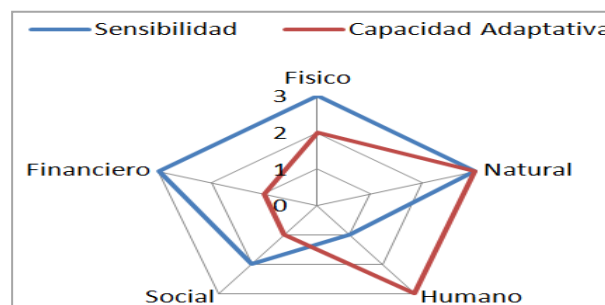 Sensibilidad Capacidad Adaptativa
Fisico
3
2
Financiero Natural
1
0
Social Humano